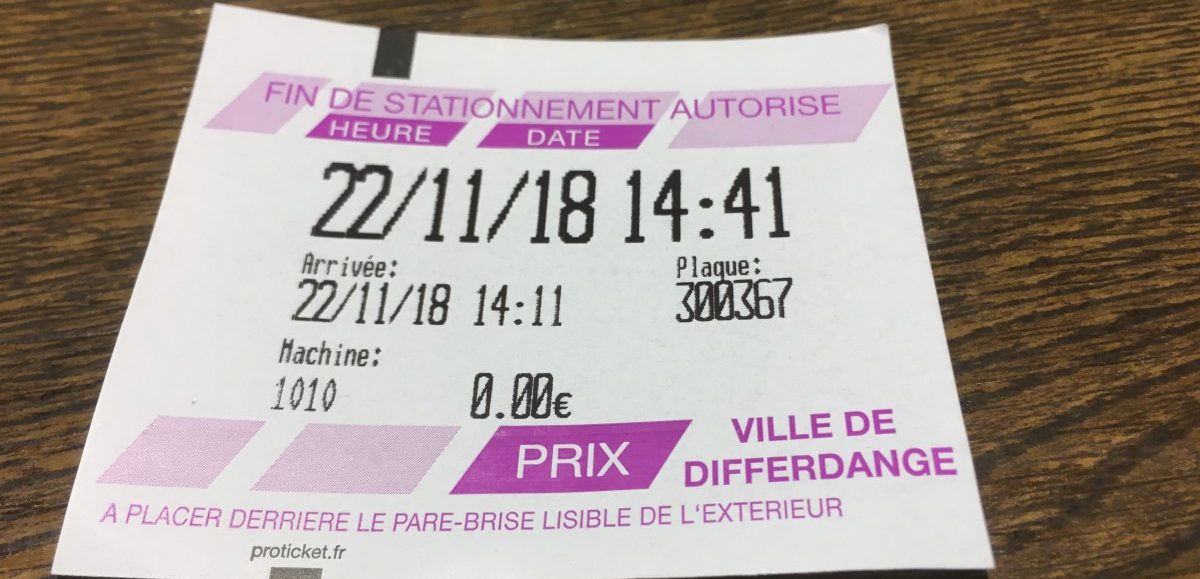 FIN DE STATIONNEMENT AUTORISE
HEURE DATE
22/11/18 14:41
Arrivée: Plaque:
22/11/18 14:11 300367
Machine:
1010 0.00€
PRIX
VILLE DE
DIFFERDANGE
A PLACER DERRIERE LE PARE-BRISE LISIBLE DE L'EXTERIEUR
proticket.fr